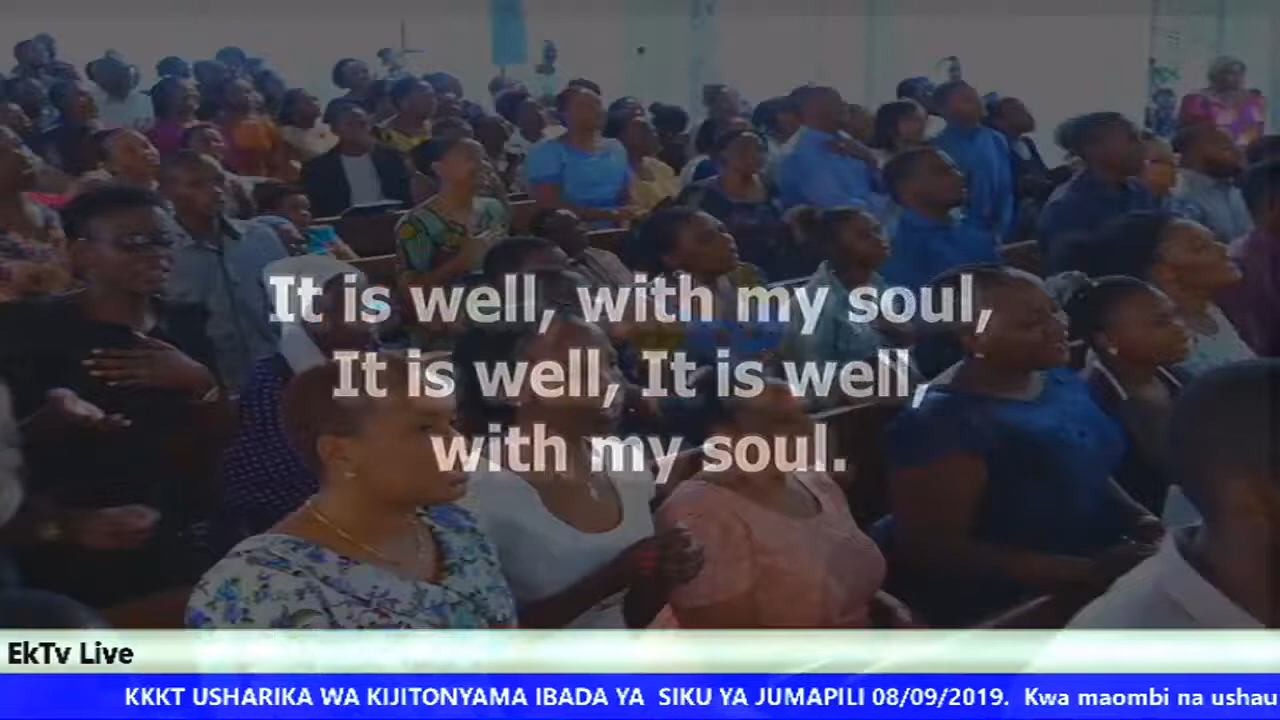 It is well, with my soul,
It is well, It is well,
with my soul.
EkTv Live
KKKT USHARIKA WA KIJITONYAMA IBADA YA SIKU YA JUMAPILI 08/09/2019. Kwa maombi na ushau